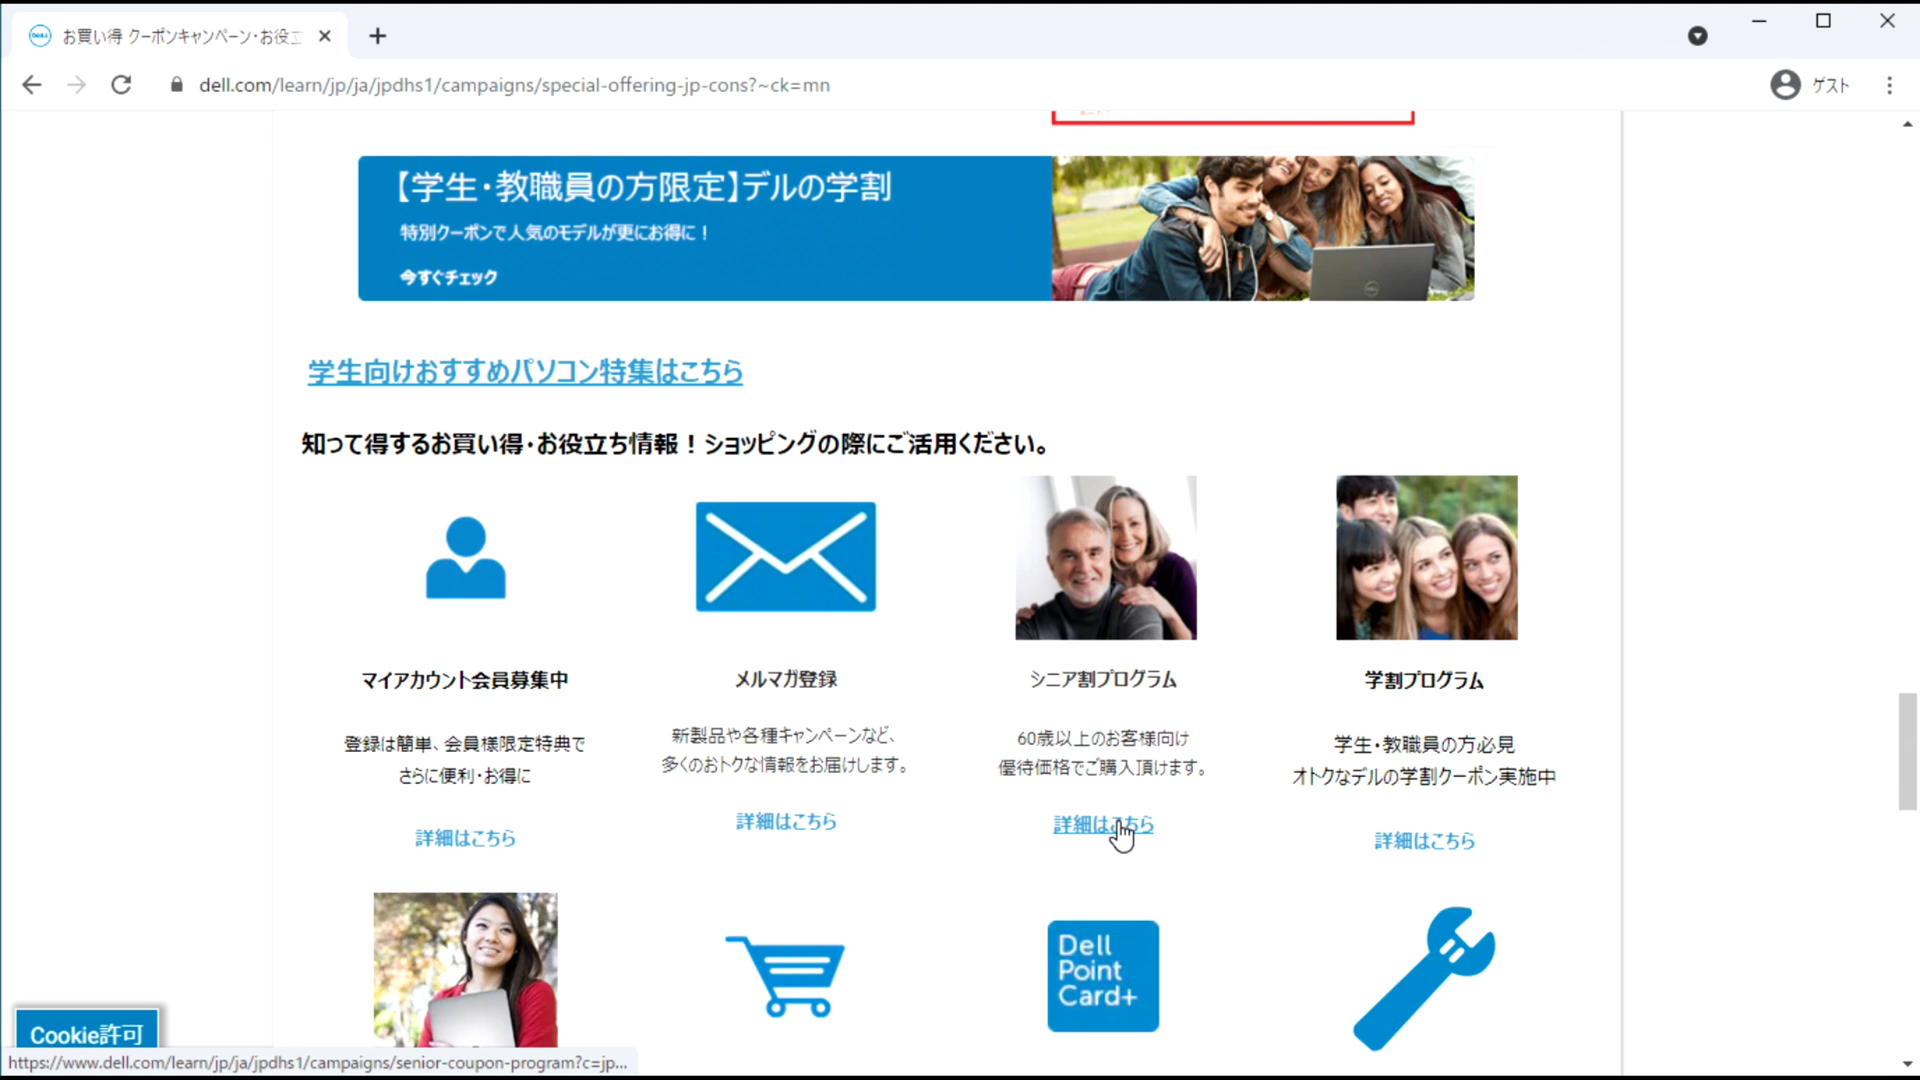 お買い得 クーポンキャンペーン・お役立
dell.com/learn/jp/ja/jpdhs1/campaigns/special-offering-jp-cons?~ck=mn
ゲスト
【学生・教職員の方限定】デルの学割
特別クーポンで人気のモデルが更にお得に！
今すぐチェック
学生向けおすすめパソコン特集はこちら
知って得するお買い得・お役立ち情報！ショッピングの際にご活用ください。
マイアカウント会員募集中
登録は簡単、会員様限定特典で
さらに便利・お得に
詳細はこちら
メルマガ登録
新製品や各種キャンペーンなど、
多くのおトクな情報をお届けします。
詳細はこちら
シニア割プログラム
60歳以上のお客様向け
優待価格でご購入頂けます。
詳細はこちら
学割プログラム
学生・教職員の方必見
オトクなデルの学割クーポン実施中
詳細はこちら
Dell
Point
Card+
Cookie許可
https://www.dell.com/learn/jp/ja/jpdhs1/campaigns/senior-coupon-program?c=jp...